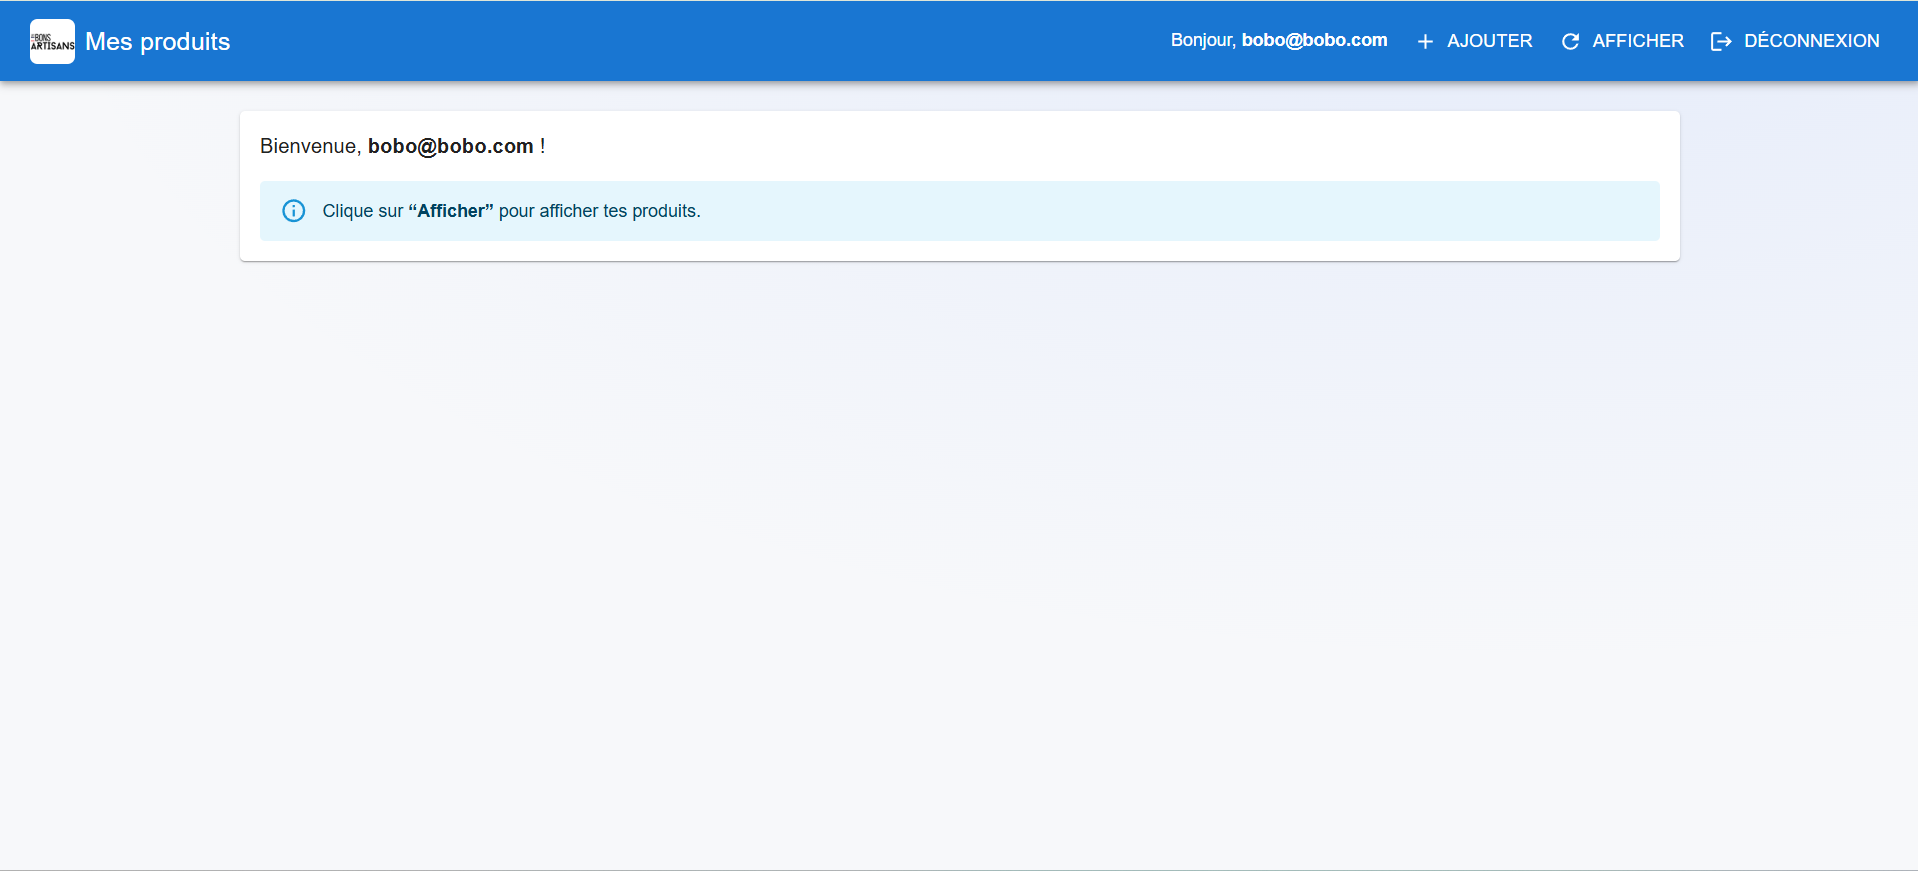 BONS
ARTISANS
Mes produits
Bonjour, bobo@bobo.com
AJOUTER
AFFICHER
DÉCONNEXION
Bienvenue, bobo@bobo.com !
Clique sur “Afficher” pour afficher tes produits.